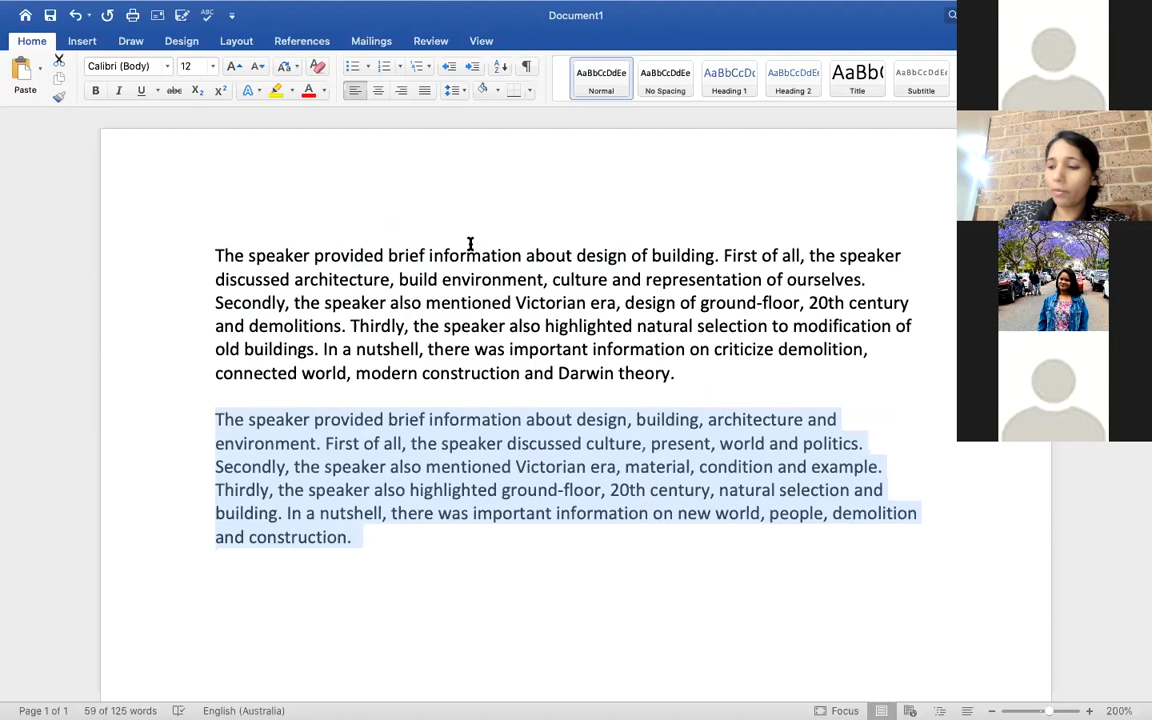 Document1
Home Insert Draw Design Layout References Mailings Review View
Paste
Calibri (Body) 12
AaBbCcDdEe AaBbCcDdEe AaBbCcDc AaBbCcDdEe AaBb( AaBbCcDdEe
Normal No Spacing Heading 1 Heading 2 Title Subtitle
The speaker provided brief information about design of building. First of all, the speaker
discussed architecture, build environment, culture and representation of ourselves.
Secondly, the speaker also mentioned Victorian era, design of ground-floor, 20th century
and demolitions. Thirdly, the speaker also highlighted natural selection to modification of
old buildings. In a nutshell, there was important information on criticize demolition,
connected world, modern construction and Darwin theory.
The speaker provided brief information about design, building, architecture and
environment. First of all, the speaker discussed culture, present, world and politics.
Secondly, the speaker also mentioned Victorian era, material, condition and example.
Thirdly, the speaker also highlighted ground-floor, 20th century, natural selection and
building. In a nutshell, there was important information on new world, people, demolition
and construction.
Page 1 of 1 59 of 125 words English (Australia) Focus 200%